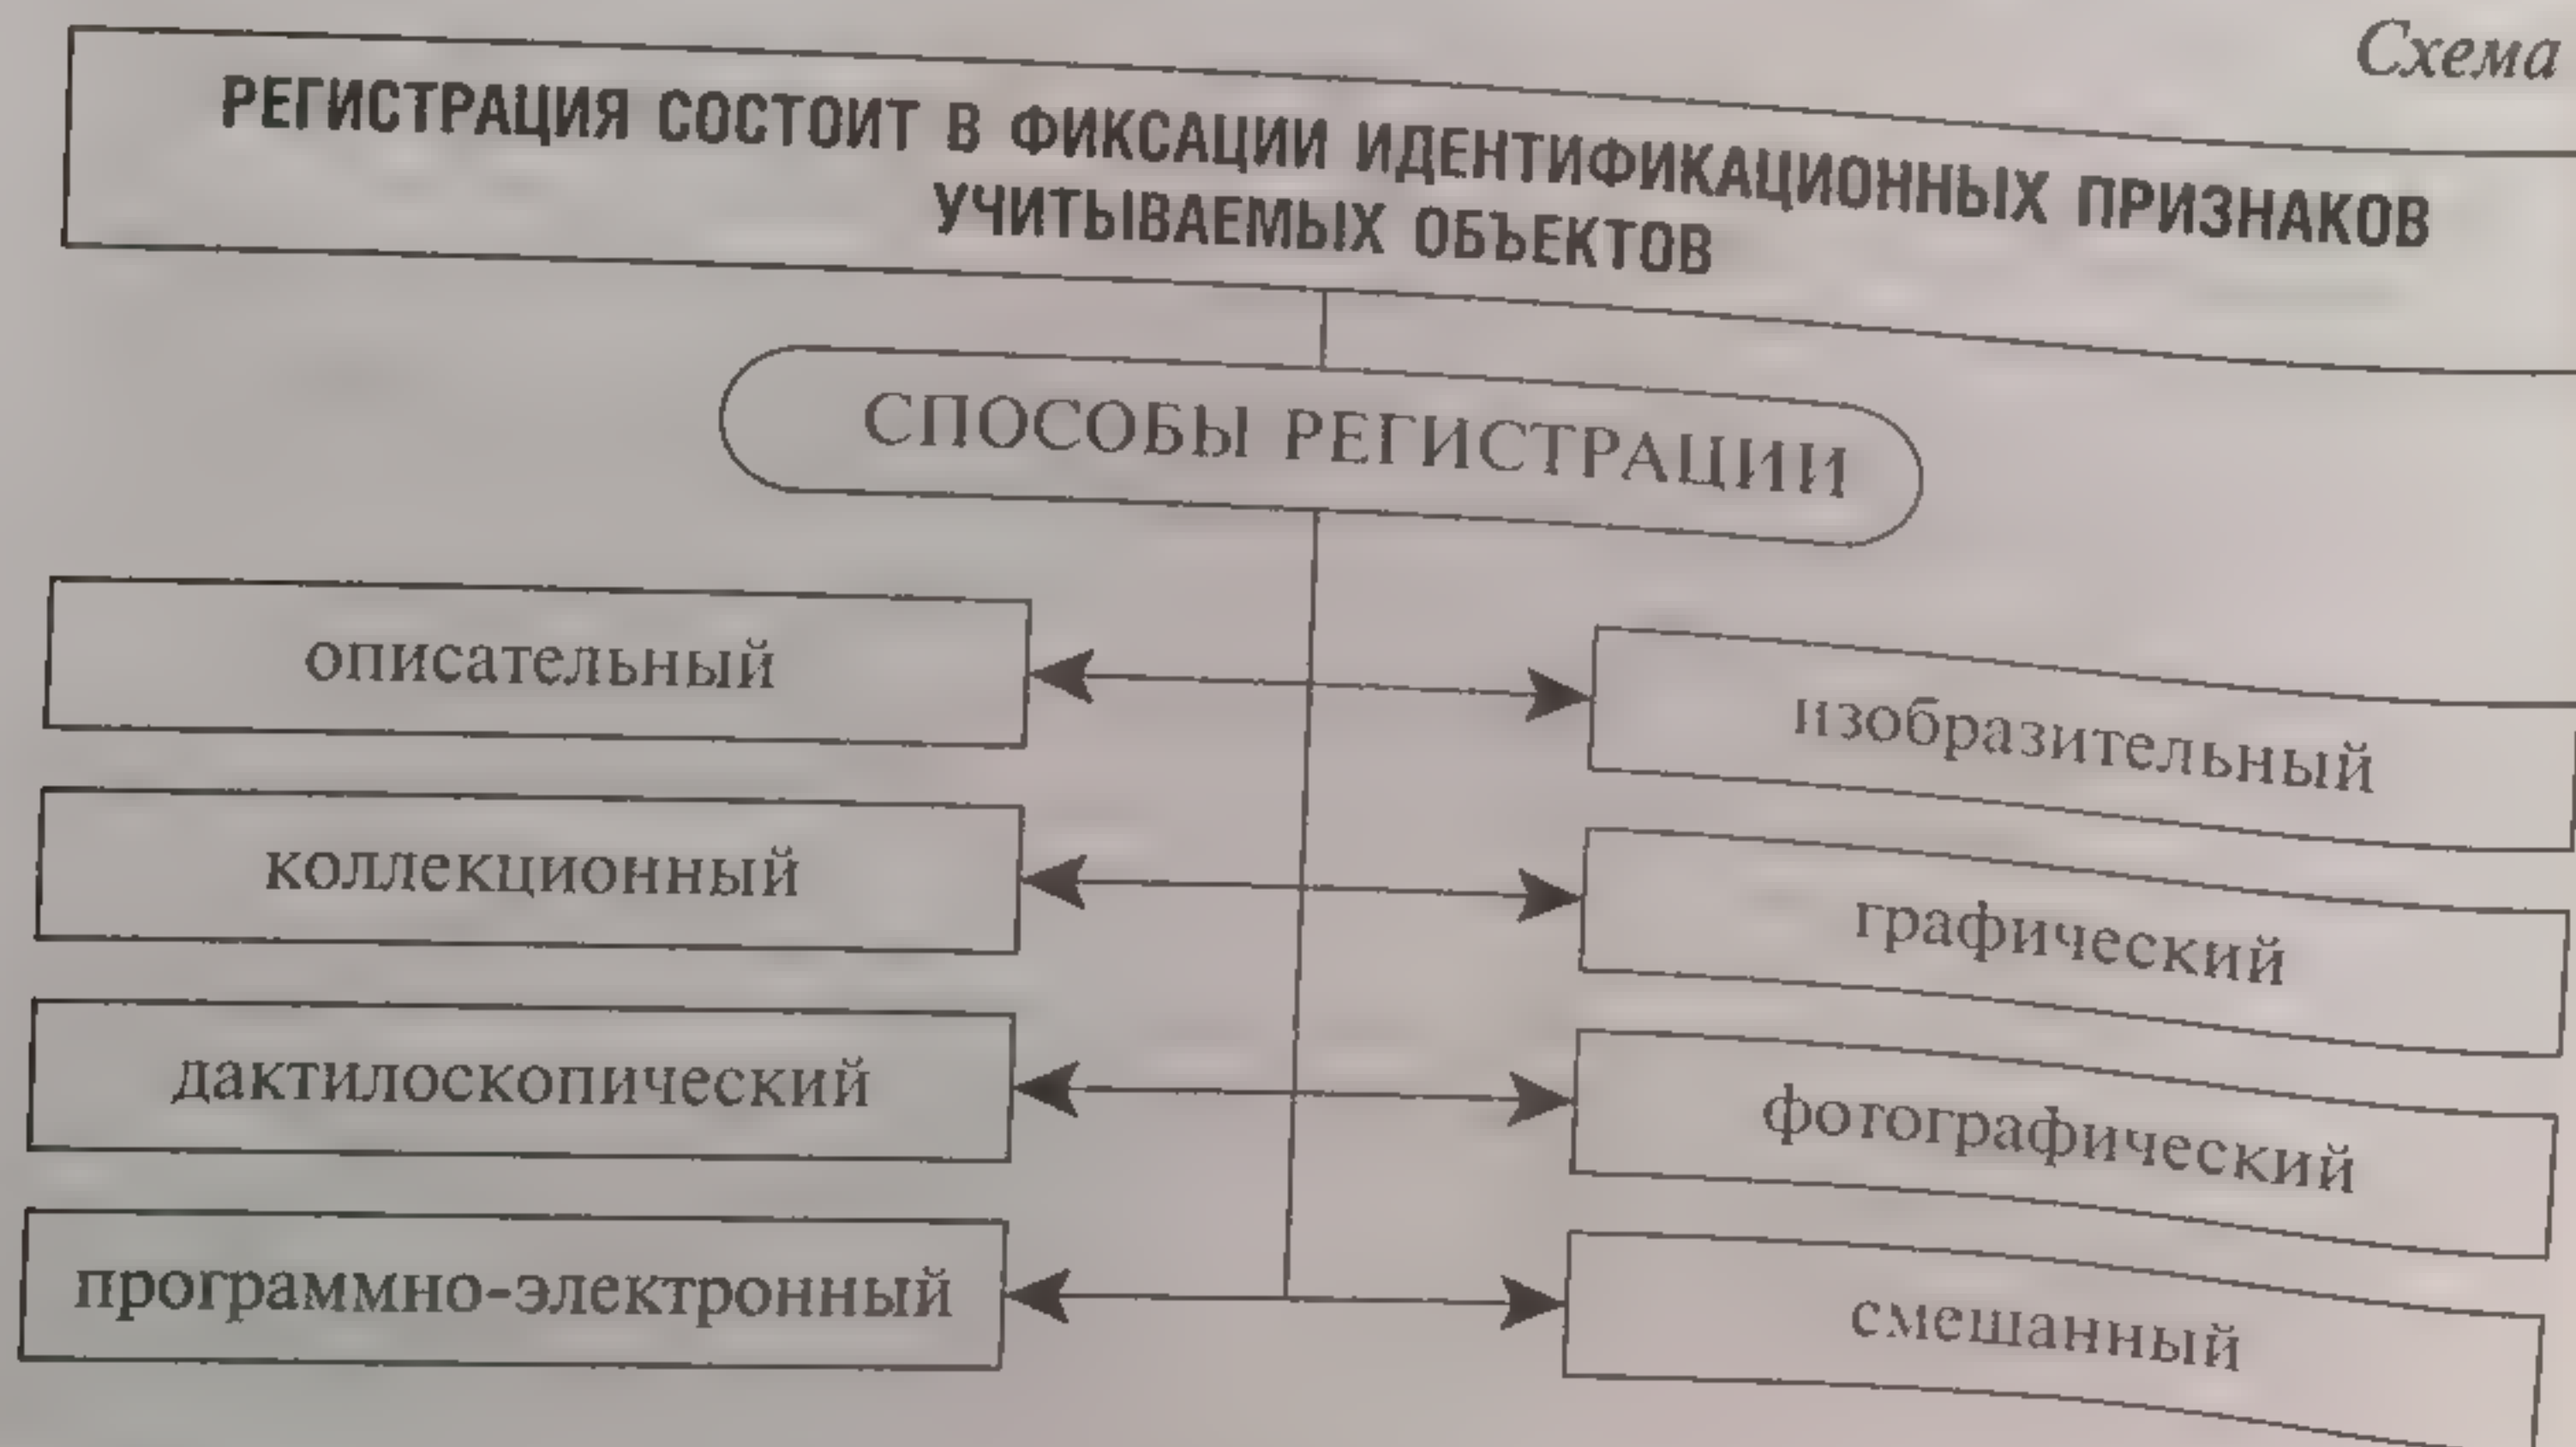 Схема
РЕГИСТРАЦИЯ СОСТОИТ В ФИКСАЦИИ ИДЕНТИФИКАЦИОННЫХ ПРИЗНАКОВ
УЧИТЫВАЕМЫХ ОБЪЕКТОВ
СПОСОБЫ РЕГИСТРАЦИИ
описательный
изобразительный
коллекционный
графический
дактилоскопический
фотографический
программно-электронный
смешанный